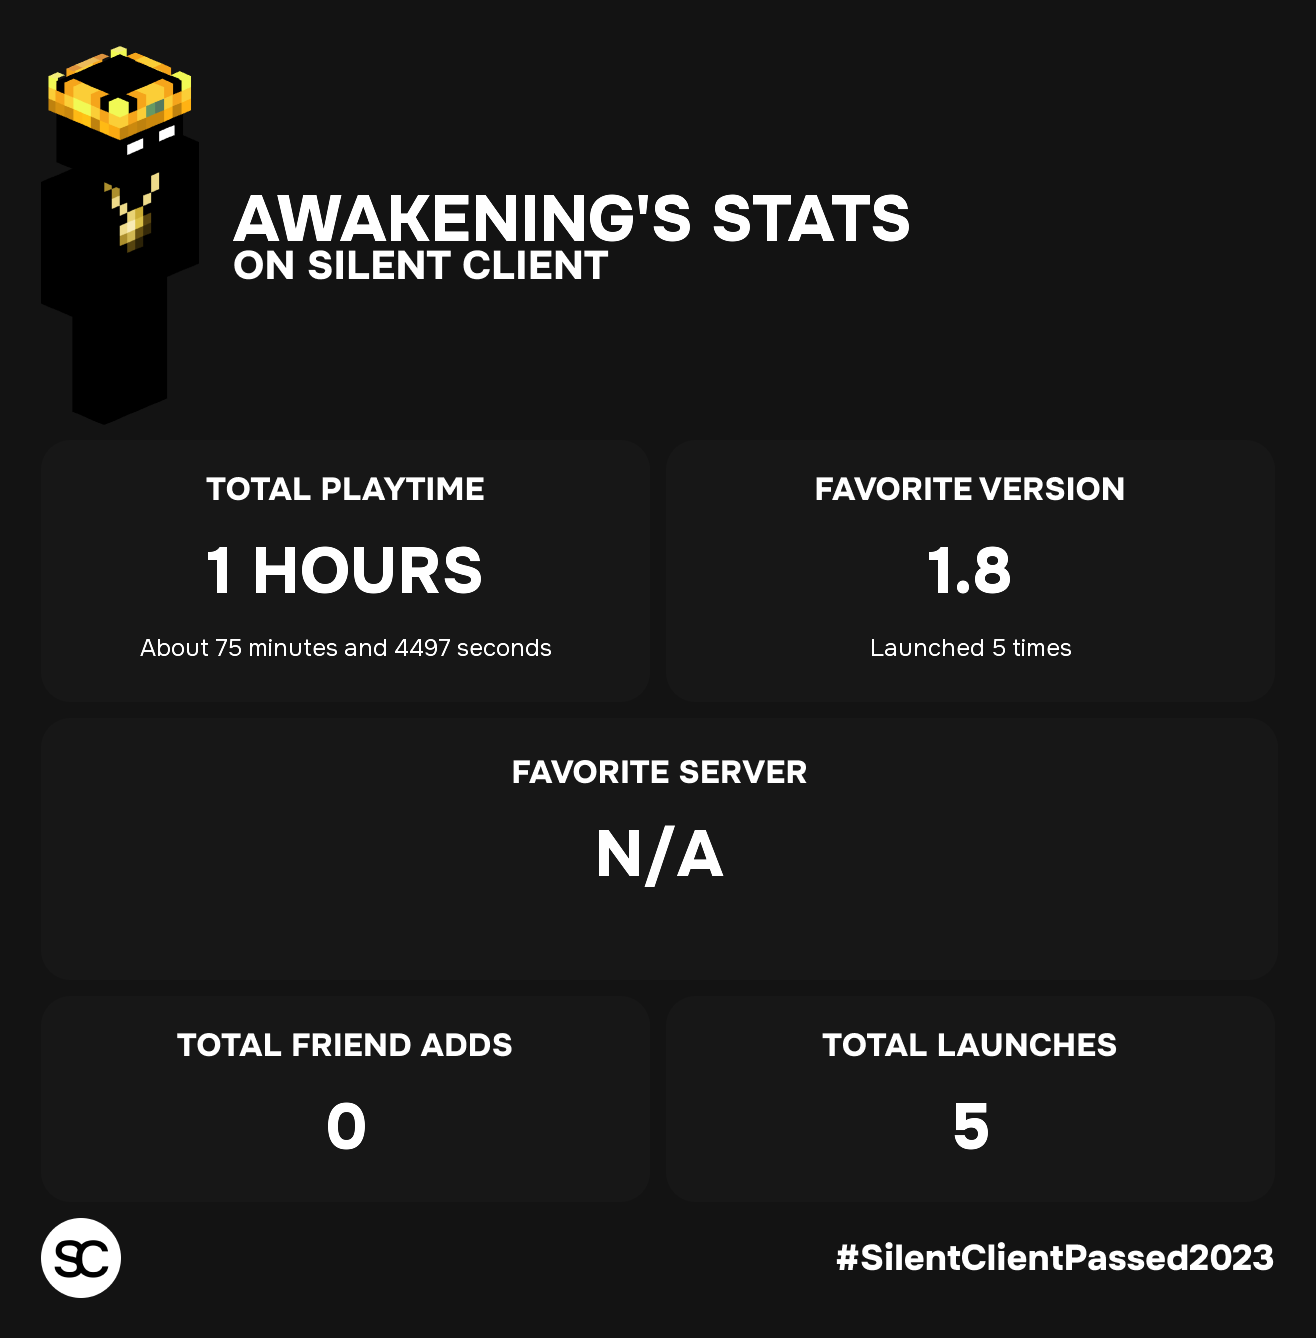 AWAKENING'S STATS
ON SILENT CLIENT
TOTAL PLAYTIME
1 HOURS
About 75 minutes and 4497 seconds
FAVORITE VERSION
1.8
Launched 5 times
FAVORITE SERVER
N/A
TOTAL FRIEND ADDS
0
TOTAL LAUNCHES
5
SC
#SilentClientPassed2023